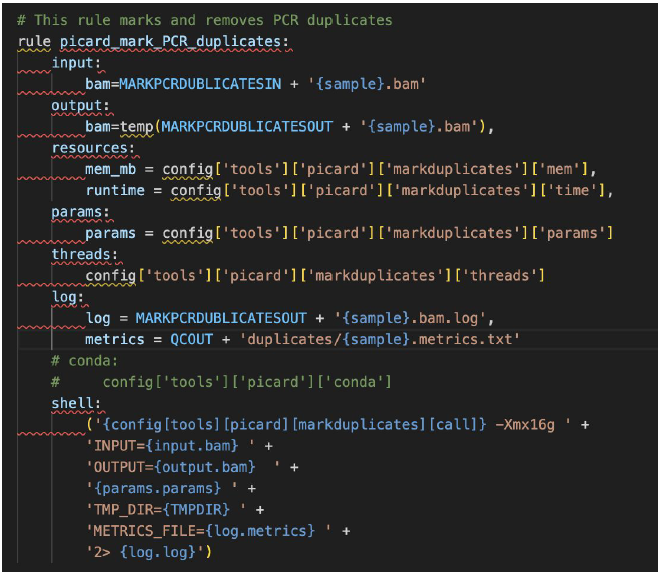 # This rule marks and removes PCR duplicates
rule picard_mark_PCR_duplicates:
    input:
        bam=MARKPCRDUBLICATESIN + '{sample}.bam'
    output:
        bam=temp(MARKPCRDUBLICATESOUT + '{sample}.bam'),
    resources:
        mem_mb = config['tools']['picard']['markduplicates']['mem'],
        runtime = config['tools']['picard']['markduplicates']['time'],
    params:
        params = config['tools']['picard']['markduplicates']['params']
    threads:
        config['tools']['picard']['markduplicates']['threads']
    log:
        log = MARKPCRDUBLICATESOUT + '{sample}.bam.log',
        metrics = QCOUT + 'duplicates/{sample}.metrics.txt'
    # conda:
    #     config['tools']['picard']['conda']
    shell:
        ('{config[tools][picard][markduplicates][call]} -Xmx16g ' +
        'INPUT={input.bam} ' +
        'OUTPUT={output.bam}  ' +
        '{params.params} ' +
        'TMP_DIR={TMPDIR} ' +
        'METRICS_FILE={log.metrics} ' +
        '2> {log.log}')